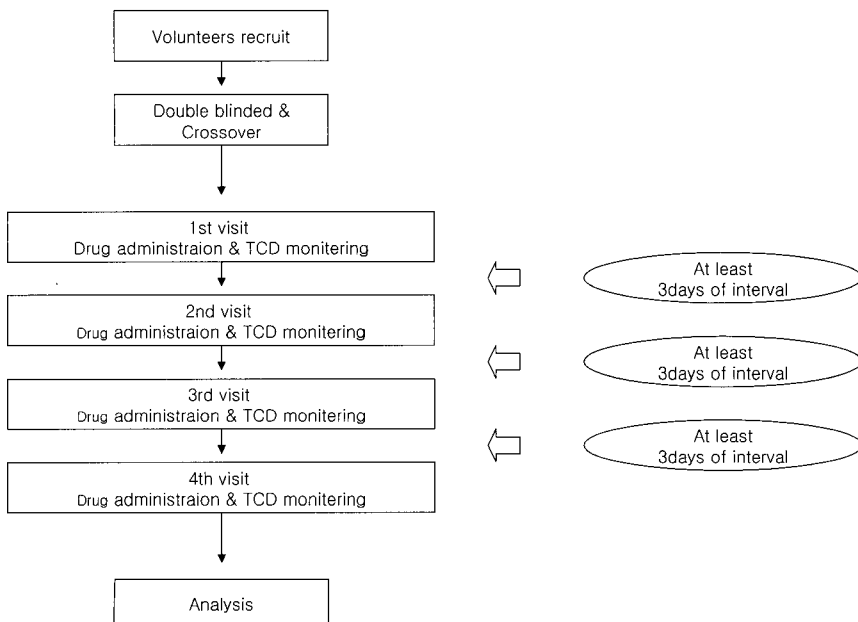 Volunteers recruit
Double blinded &
Crossover
1st visit
Drug administraion & TCD monitering
At least
3days of interval
2nd visit
Drug administraion & TCD monitering
At least
3days of interval
3rd visit
Drug administraion & TCD monitering
At least
3days of interval
4th visit
Drug administraion & TCD monitering
Analysis